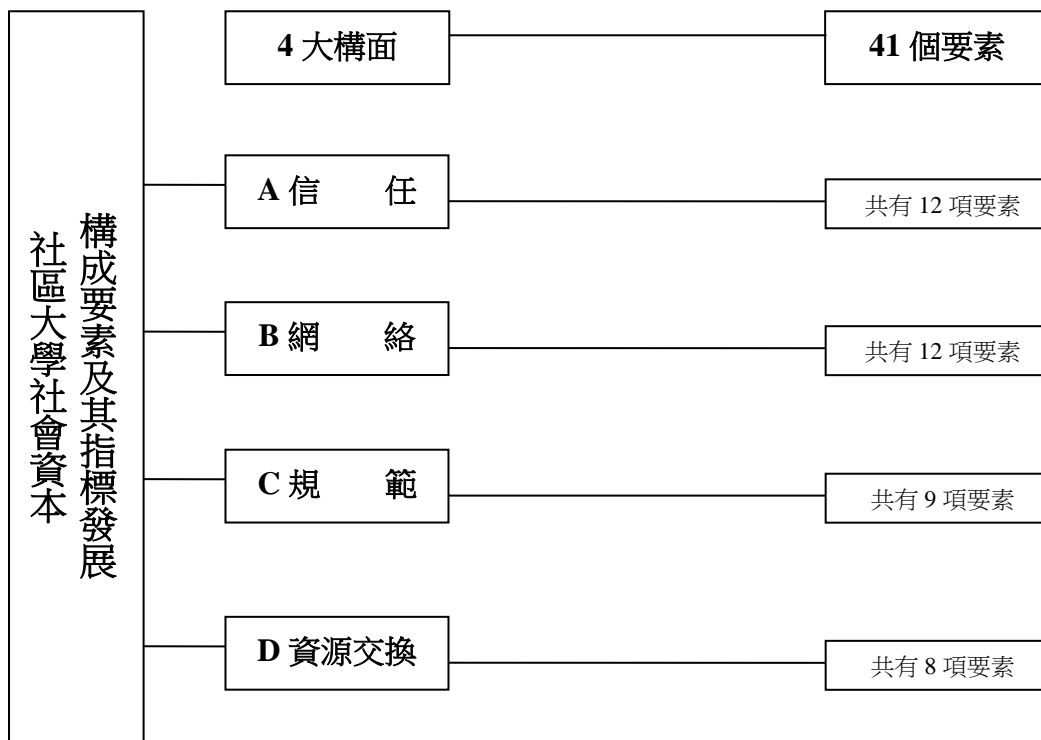 社區大學社會資本
構成要素及其指標發展
4 大構面
41 個要素
A 信 任
共有 12 項要素
B 網 絡
共有 12 項要素
C 規 範
共有 9 項要素
D 資源交換
共有 8 項要素